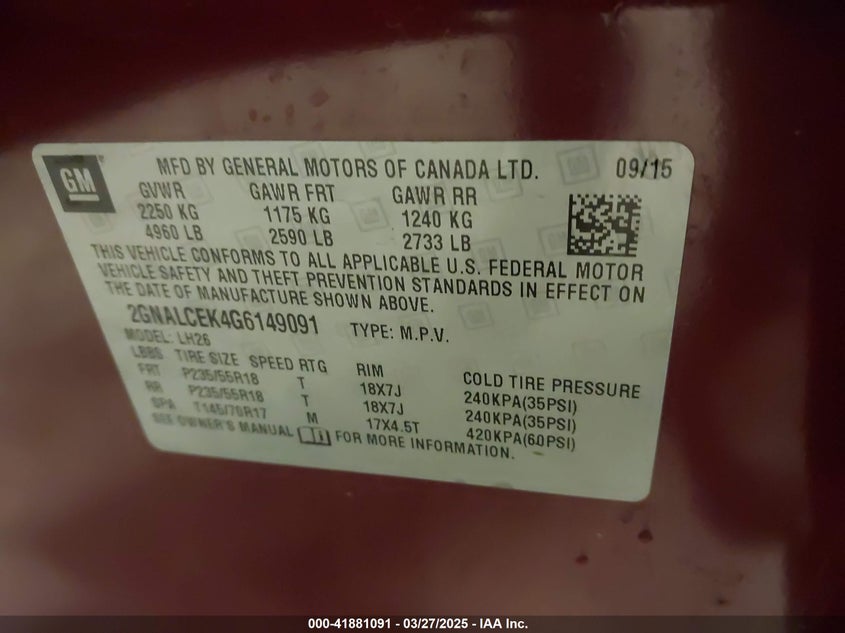 GM
MFD BY GENERAL MOTORS OF CANADA LTD. 09/15
GVWR GAWR FRT GAWR RR
2250 KG 1175 KG 1240 KG
4960 LB 2590 LB 2733 LB
THIS VEHICLE CONFORMS TO ALL APPLICABLE U.S. FEDERAL MOTOR
VEHICLE SAFETY AND THEFT PREVENTION STANDARDS IN EFFECT ON
THE DATE OF MANUFACTURE SHOWN ABOVE.
2GNALCEK4G6149091 TYPE: M.P.V.
MODEL: LH26
LBBS TIRE SIZE SPEED RTG RIM COLD TIRE PRESSURE
FRT P235/55R18 T 18X7J 240KPA(35PSI)
RR P235/55R18 T 18X7J 240KPA(35PSI)
SPA T145/70R17 M 17X4.5T 420KPA(60PSI)
SEE OWNER'S MANUAL FOR MORE INFORMATION.
000-41881091 | 03/27/2025 - IAA Inc.